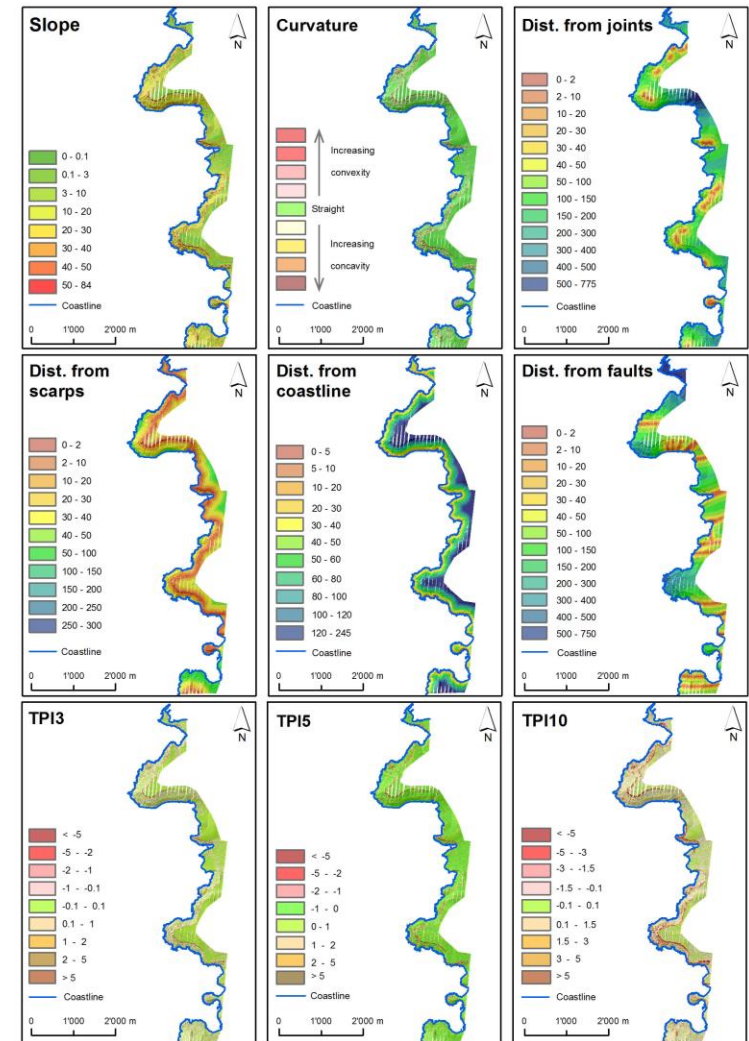 Slope
N
0 - 0.1
0.1 - 3
3 - 10
10 - 20
20 - 30
30 - 40
40 - 50
50 - 84
Coastline
0 1'000 2'000 m
Curvature
N
Increasing
convexity
Straight
Increasing
concavity
Coastline
0 1'000 2'000 m
Dist. from joints
N
0 - 2
2 - 10
10 - 20
20 - 30
30 - 40
40 - 50
50 - 100
100 - 150
150 - 200
200 - 300
300 - 400
400 - 500
500 - 775
Coastline
0 1'000 2'000 m
Dist. from
scarps
N
0 - 2
2 - 10
10 - 20
20 - 30
30 - 40
40 - 50
50 - 100
100 - 150
150 - 200
200 - 250
250 - 300
Coastline
0 1'000 2'000 m
Dist. from
coastline
N
0 - 5
5 - 10
10 - 20
20 - 30
30 - 40
40 - 50
50 - 60
60 - 80
80 - 100
100 - 120
120 - 245
Coastline
0 1'000 2'000 m
Dist. from faults
N
0 - 2
2 - 10
10 - 20
20 - 30
30 - 40
40 - 50
50 - 100
100 - 150
150 - 200
200 - 300
300 - 400
400 - 500
500 - 750
Coastline
0 1'000 2'000 m
TPI3
N
< -5
-5 - -2
-2 - -1
-1 - -0.1
-0.1 - 0.1
0.1 - 1
1 - 2
2 - 5
> 5
Coastline
0 1'000 2'000 m
TPI5
N
< -5
-5 - -2
-2 - -1
-1 - 0
0 - 1
1 - 2
2 - 5
> 5
Coastline
0 1'000 2'000 m
TPI10
N
< -5
-5 - -3
-3 - -1.5
-1.5 - -0.1
-0.1 - 0.1
0.1 - 1.5
1.5 - 3
3 - 5
> 5
Coastline
0 1'000 2'000 m